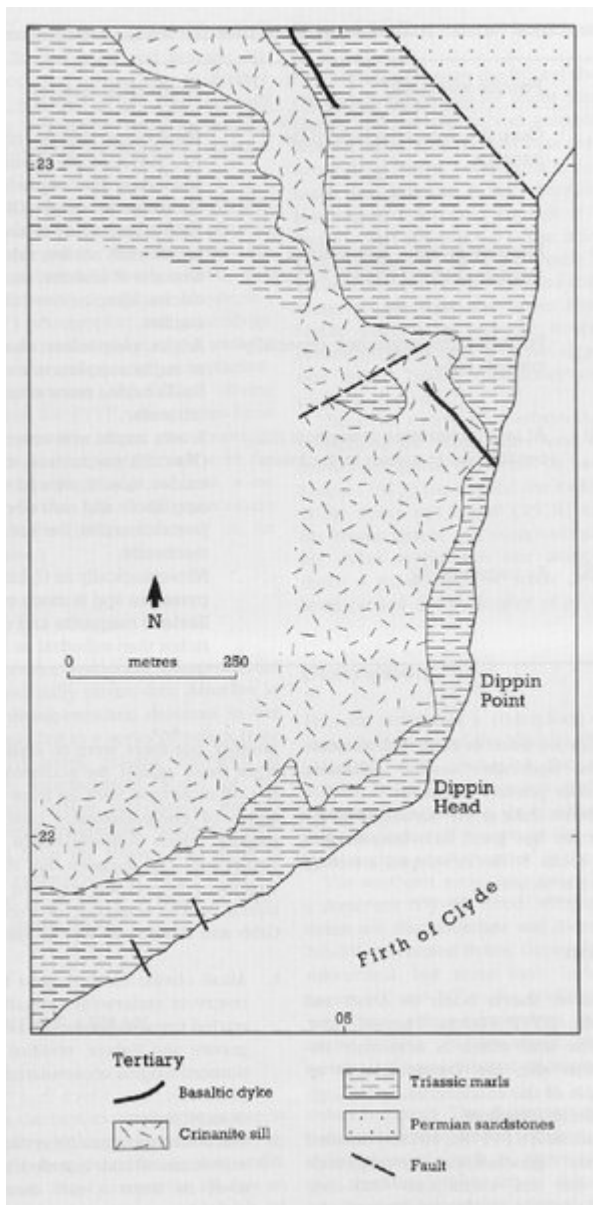 23
N
0 metres 250
Dippin
Point
Dippin
Head
22
Firth of Clyde
05
Tertiary
Basaltic dyke
Crinanite sill
Triassic marls
Permian sandstones
Fault